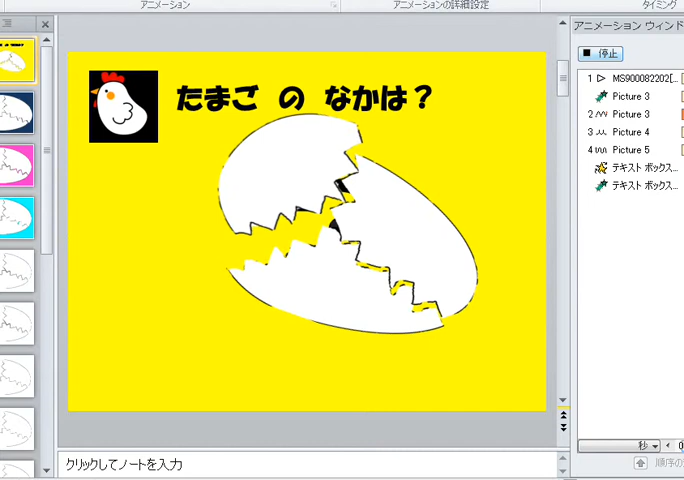 アニメーション
アニメーションの詳細設定
タイミング
アニメーション ウィンド
停止
たまご の なかは？
1 MS900082202[...
Picture 3
2 Picture 3
3 Picture 4
4 Picture 5
テキスト ボックス...
テキスト ボックス...
秒
順序の
クリックしてノートを入力